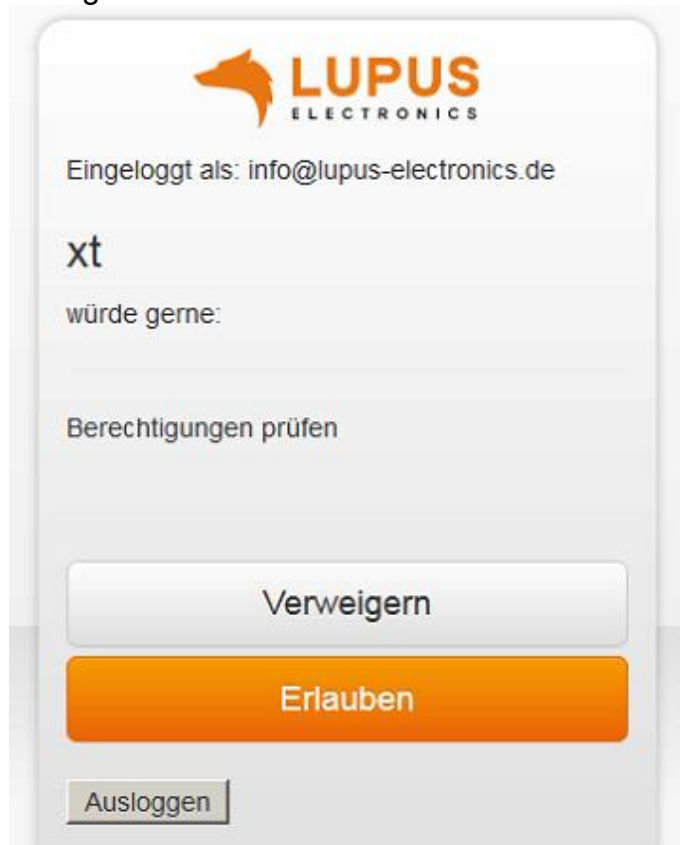 LUPUS
ELECTRONICS
Eingeloggt als: info@lupus-electronics.de
xt
würde gerne:
Berechtigungen prüfen
Verweigern
Erlauben
Ausloggen